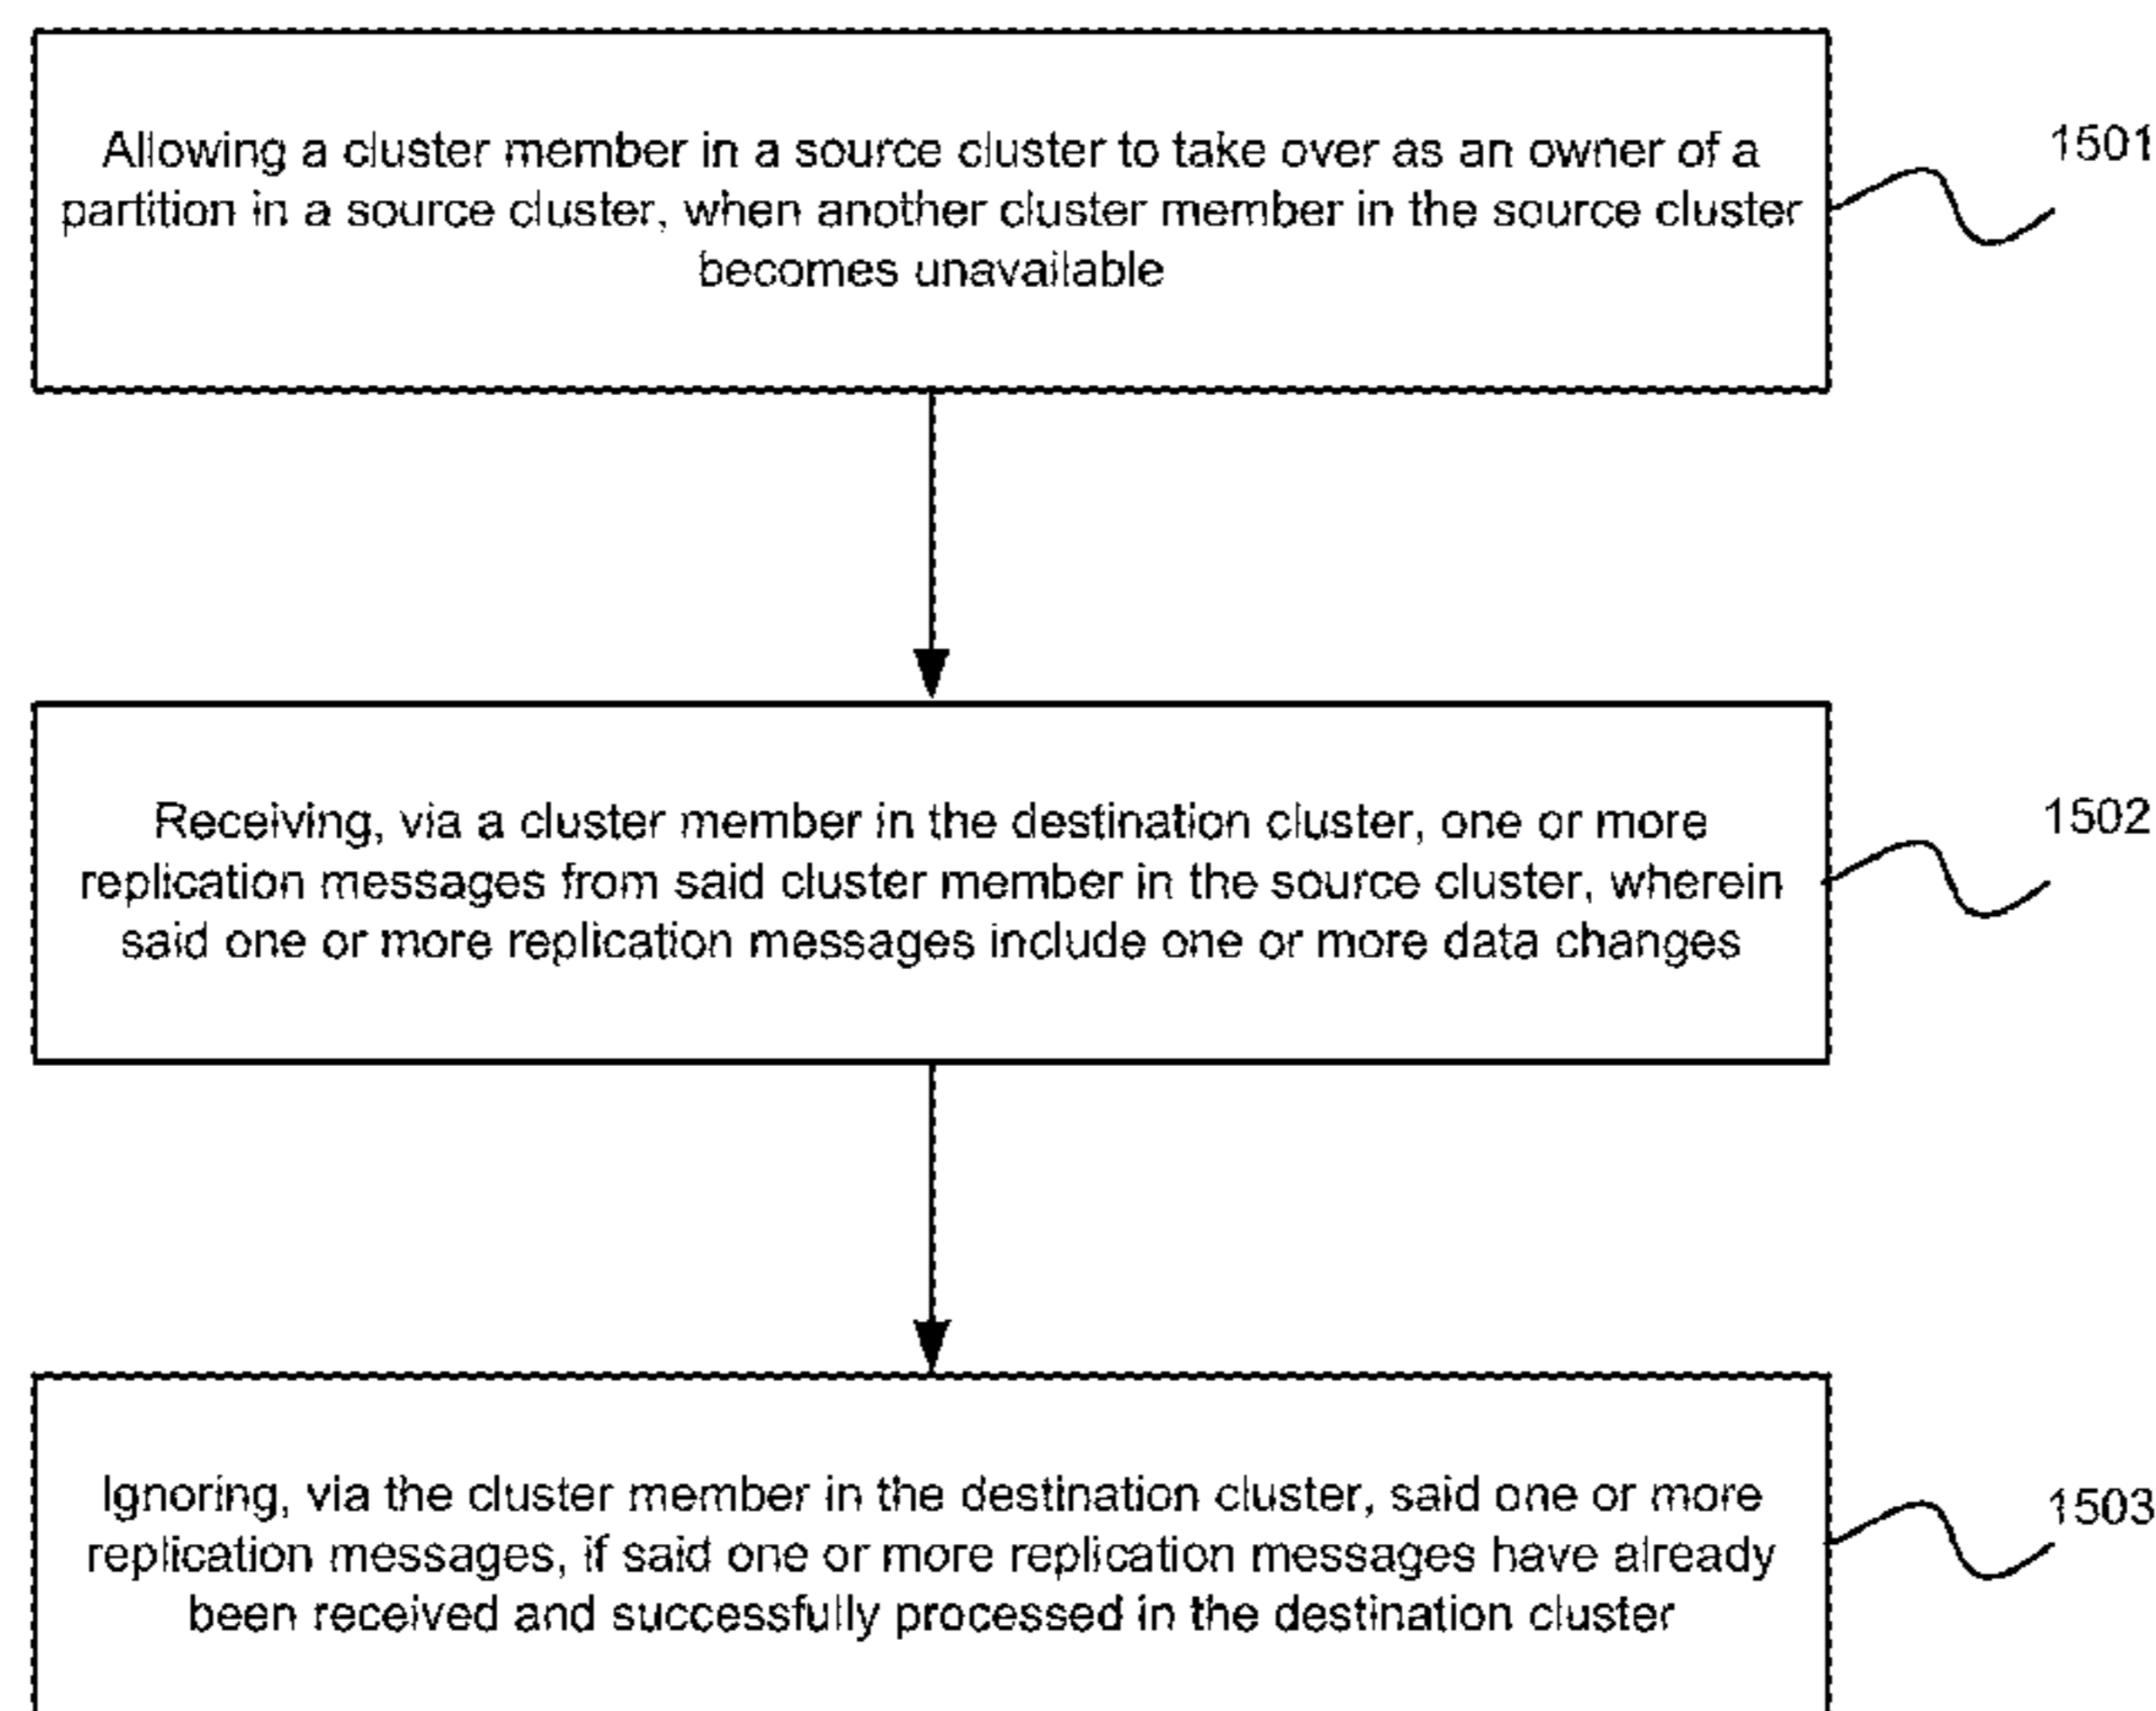 Allowing a cluster member in a source cluster to take over as an owner of a
partition in a source cluster, when another cluster member in the source cluster
becomes unavailable
1501
Receiving, via a cluster member in the destination cluster, one or more
replication messages from said cluster member in the source cluster, wherein
said one or more replication messages include one or more data changes
1502
Ignoring, via the cluster member in the destination cluster, said one or more
replication messages, if said one or more replication messages have already
been received and successfully processed in the destination cluster
1503